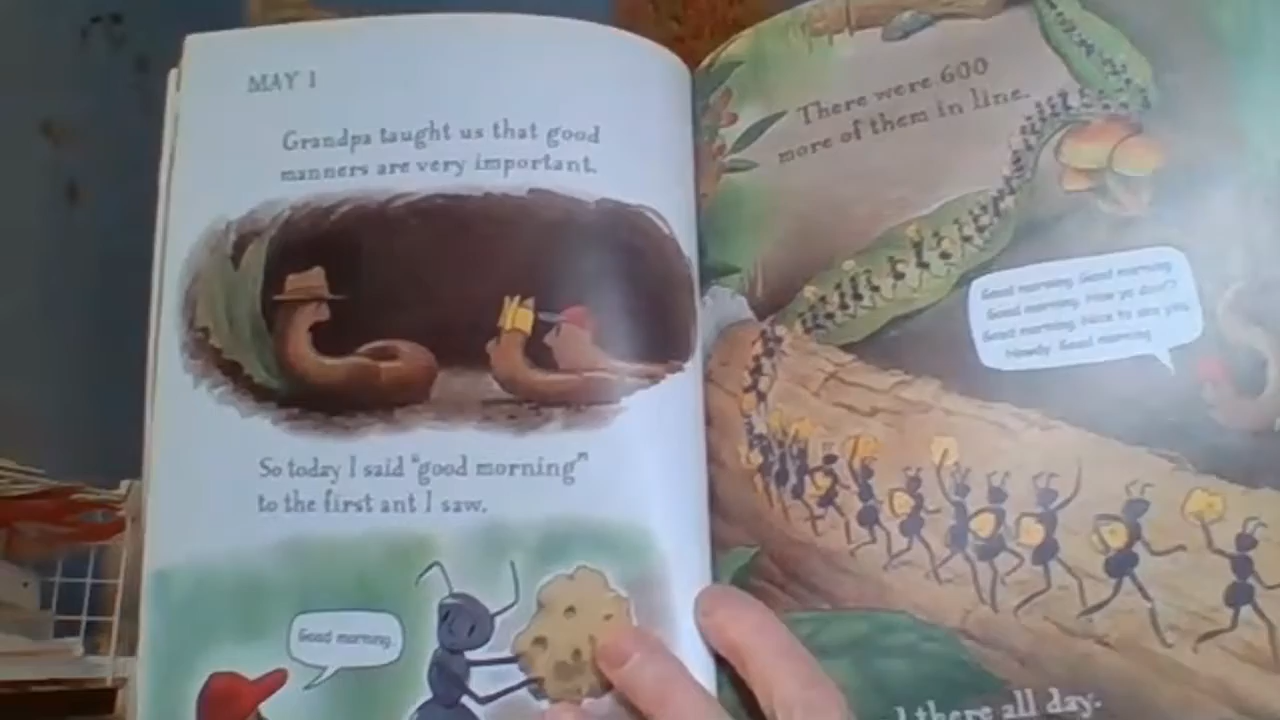 MAY 1
Grandpa taught us that good
manners are very important.
So today I said "good morning"
to the first ant I saw.
Good morning.
There were 600
more of them in line.
Good morning. Good morning.
Good morning. How ya doin'?
Good morning. Nice to see you.
Howdy. Good morning.
there all day.